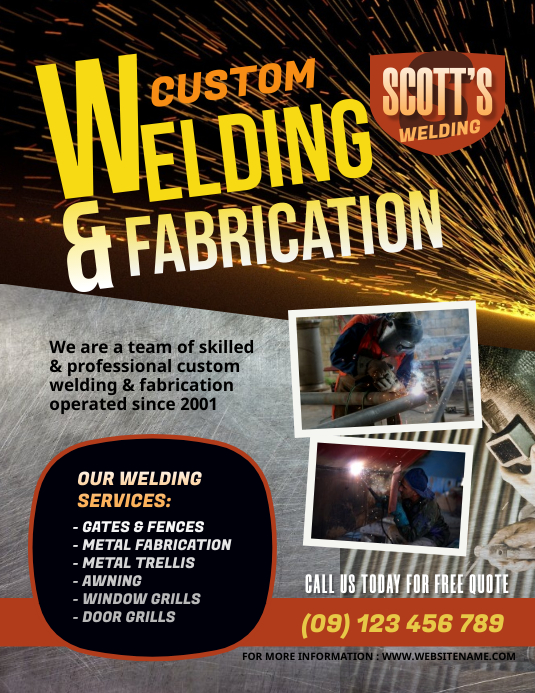 CUSTOM
WELDING
& FABRICATION
SCOTT'S
WELDING
We are a team of skilled
& professional custom
welding & fabrication
operated since 2001
OUR WELDING
SERVICES:
- GATES & FENCES
- METAL FABRICATION
- METAL TRELLIS
- AWNING
- WINDOW GRILLS
- DOOR GRILLS
CALL US TODAY FOR FREE QUOTE
(09) 123 456 789
FOR MORE INFORMATION : WWW.WEBSITENAME.COM